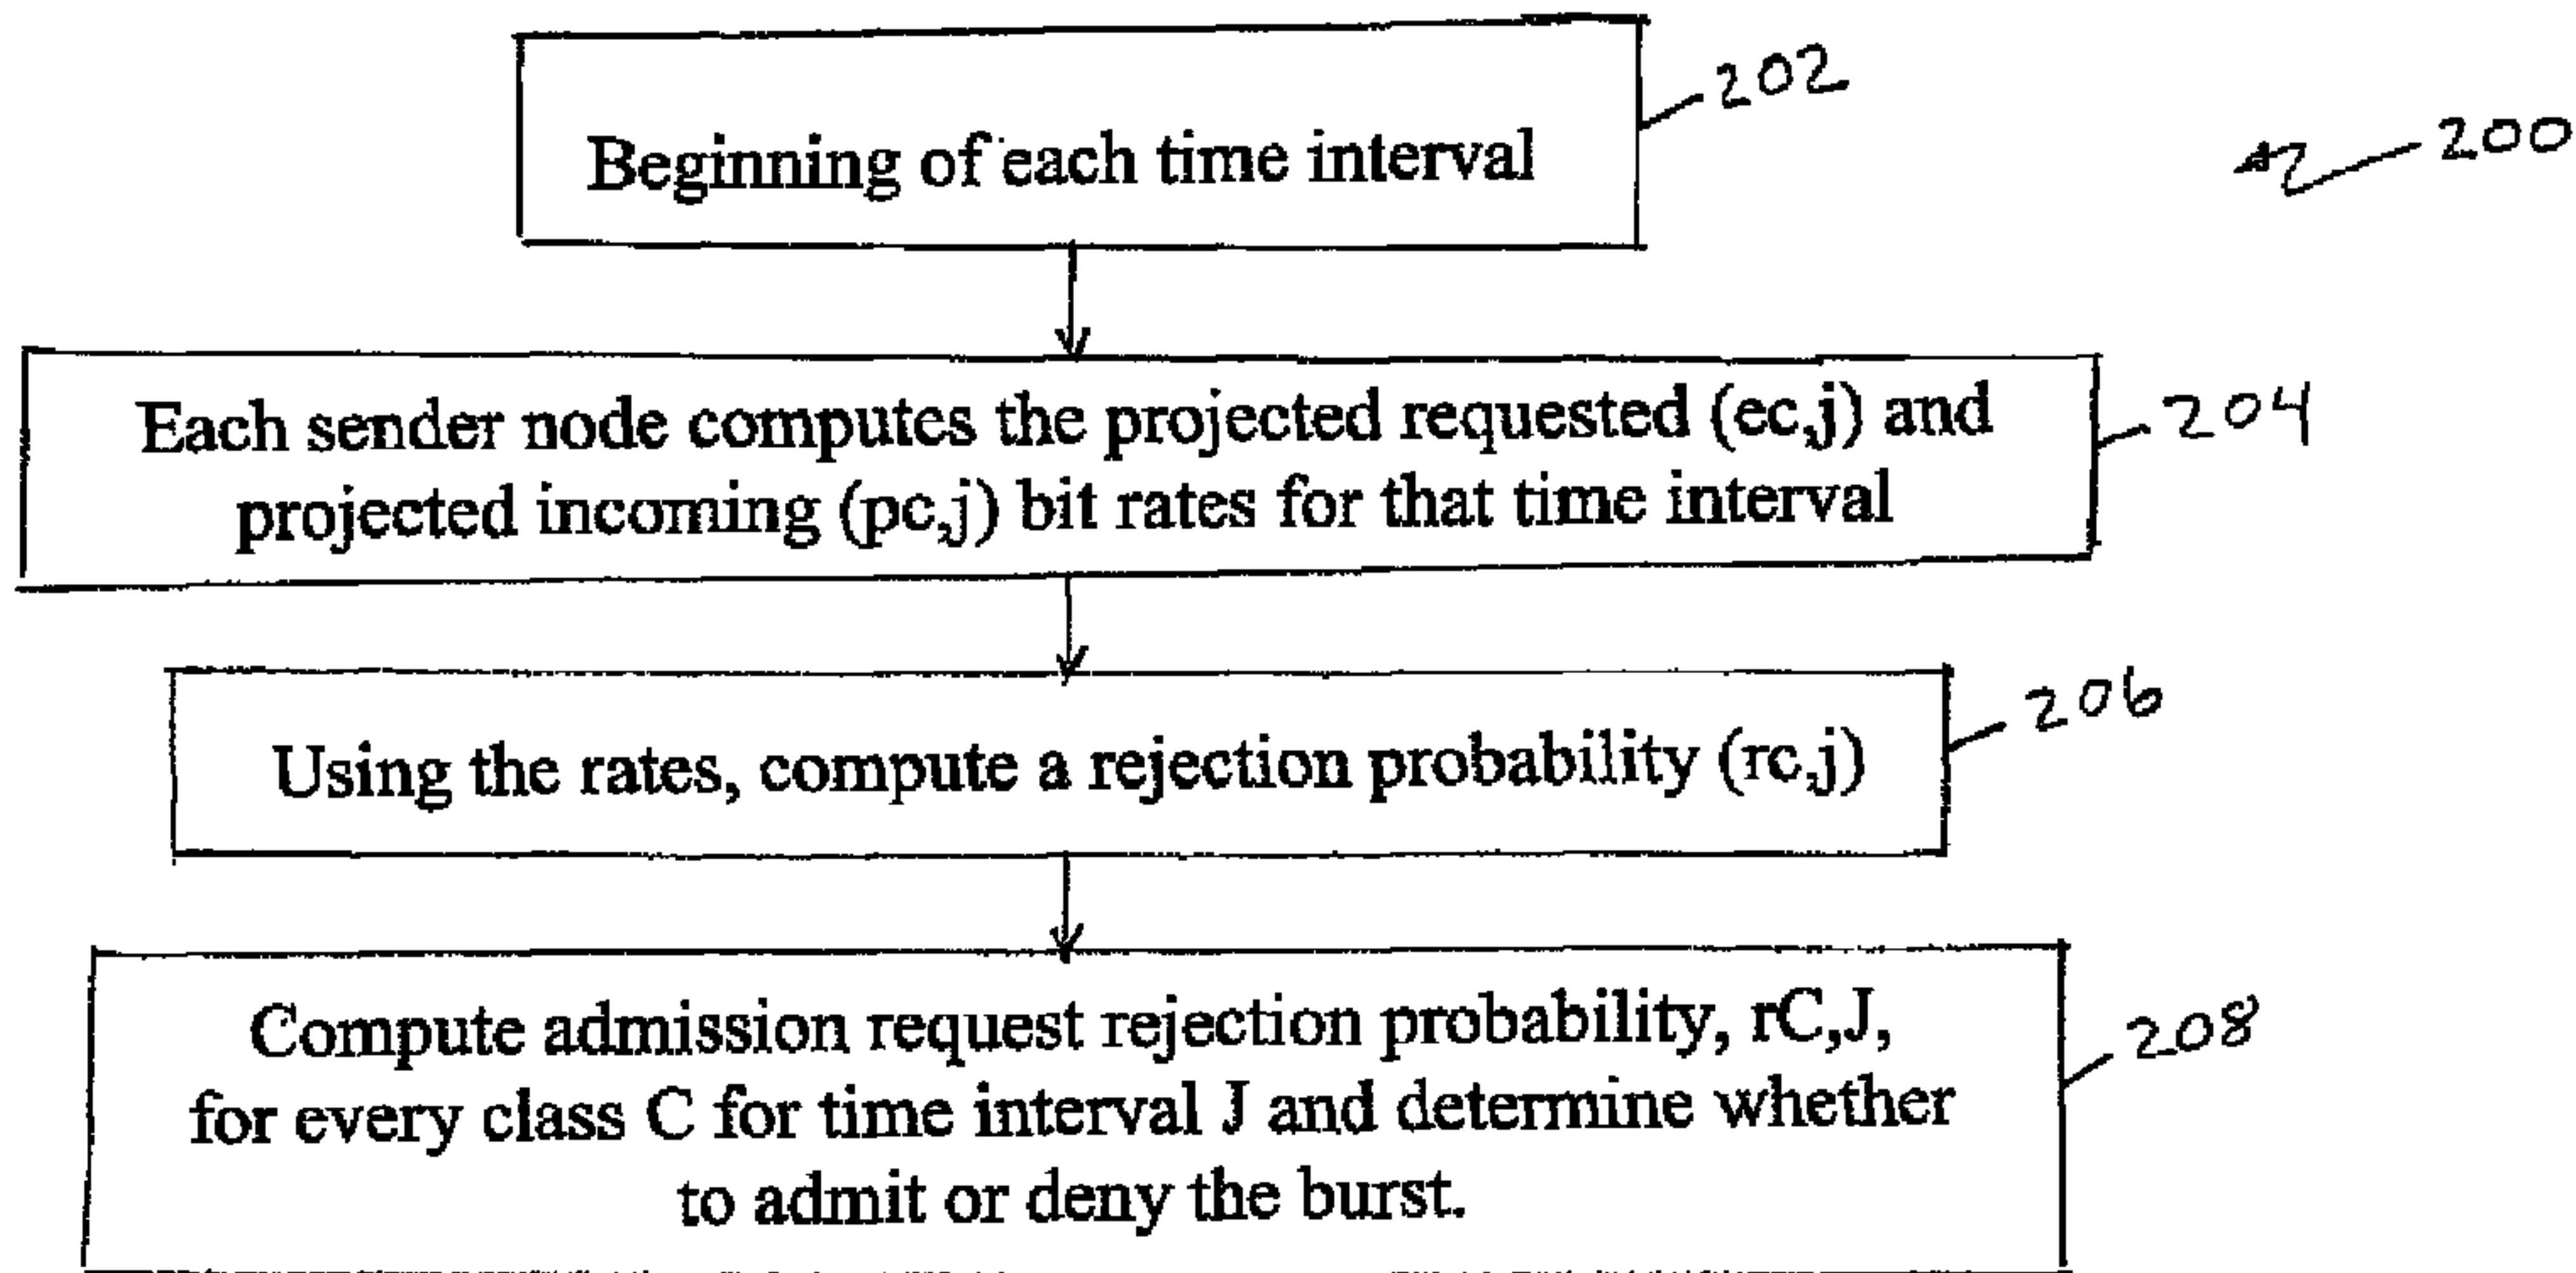 Beginning of each time interval
202
200
Each sender node computes the projected requested (ec,j) and
projected incoming (pc,j) bit rates for that time interval
204
Using the rates, compute a rejection probability (rc,j)
206
Compute admission request rejection probability, rC,J,
for every class C for time interval J and determine whether
to admit or deny the burst.
208